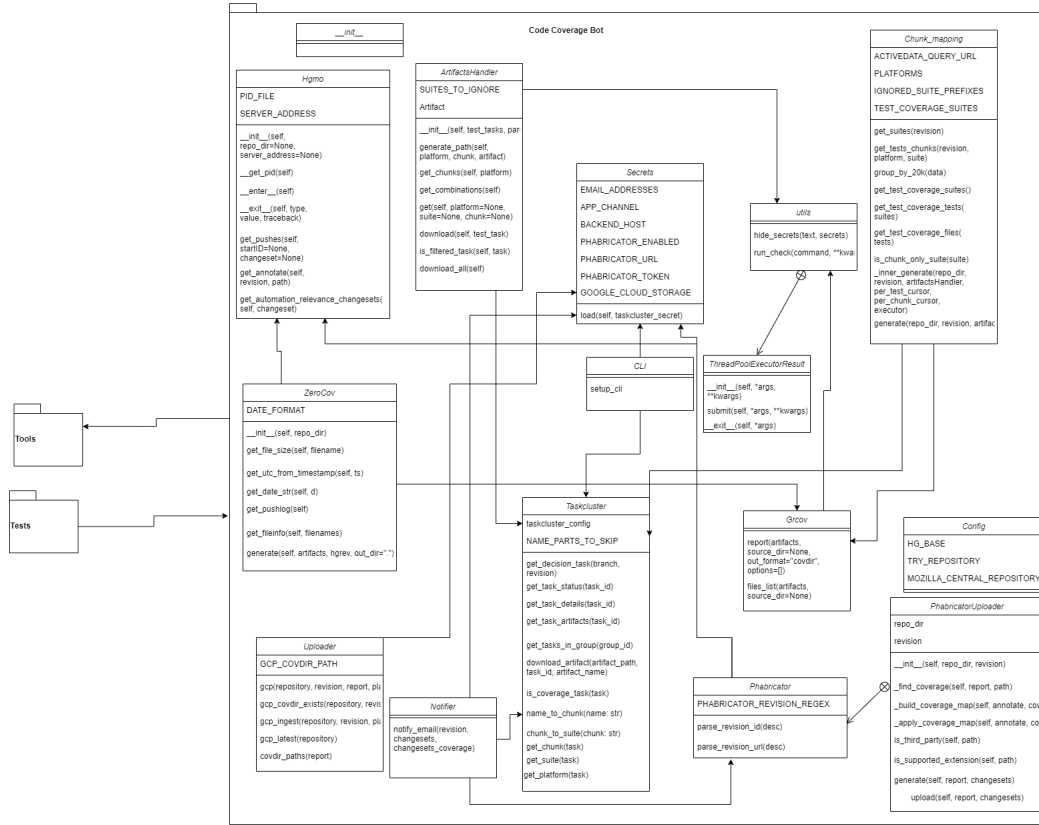 Code Coverage Bot
__init__
Hgmo
PID_FILE
SERVER_ADDRESS
__init__(self,
repo_dir=None,
server_address=None)
__get_pid(self)
__enter__(self)
__exit__(self, type,
value, traceback)
get_pushes(self,
startID=None,
changeset=None)
get_annotate(self,
revision, path)
get_automation_relevance_changesets(
self, changeset)
ArtifactsHandler
SUITES_TO_IGNORE
Artifact
__init__(self, test_tasks, par
generate_path(self,
platform, chunk, artifact)
get_chunks(self, platform)
get_combinations(self)
get(self, platform=None,
suite=None, chunk=None)
download(self, test_task)
is_filtered_task(self, task)
download_all(self)
Secrets
EMAIL_ADDRESSES
APP_CHANNEL
BACKEND_HOST
PHABRICATOR_ENABLED
PHABRICATOR_URL
PHABRICATOR_TOKEN
GOOGLE_CLOUD_STORAGE
load(self, taskcluster_secret)
utils
hide_secrets(text, secrets)
run_check(command, **kwa
Chunk_mapping
ACTIVEDATA_QUERY_URL
PLATFORMS
IGNORED_SUITE_PREFIXES
TEST_COVERAGE_SUITES
get_suites(revision)
get_tests_chunks(revision,
platform, suite)
group_by_20k(data)
get_test_coverage_suites()
get_test_coverage_tests(
suites)
get_test_coverage_files(
tests)
is_chunk_only_suite(suite)
_inner_generate(repo_dir,
revision, artifactsHandler,
per_test_cursor,
per_chunk_cursor,
executor)
generate(repo_dir, revision, artifac
CLI
setup_cli
ThreadPoolExecutorResult
__init__(self, *args,
**kwargs)
submit(self, *args, **kwargs)
__exit__(self, *args)
ZeroCov
DATE_FORMAT
__init__(self, repo_dir)
get_file_size(self, filename)
get_utc_from_timestamp(self, ts)
get_date_str(self, d)
get_pushlog(self)
get_fileinfo(self, filenames)
generate(self, artifacts, hgrev, out_dir=".")
Tools
Tests
Taskcluster
taskcluster_config
NAME_PARTS_TO_SKIP
get_decision_task(branch,
revision)
get_task_status(task_id)
get_task_details(task_id)
get_task_artifacts(task_id)
get_tasks_in_group(group_id)
download_artifact(artifact_path,
task_id, artifact_name)
is_coverage_task(task)
name_to_chunk(name: str)
chunk_to_suite(chunk: str)
get_chunk(task)
get_suite(task)
get_platform(task)
Grcov
report(artifacts,
source_dir=None,
out_format="covdir",
options=[])
files_list(artifacts,
source_dir=None)
Config
HG_BASE
TRY_REPOSITORY
MOZILLA_CENTRAL_REPOSITORY
PhabricatorUploader
repo_dir
revision
__init__(self, repo_dir, revision)
_find_coverage(self, report, path)
_build_coverage_map(self, annotate, cov
_apply_coverage_map(self, annotate, co
is_third_party(self, path)
is_supported_extension(self, path)
generate(self, report, changesets)
upload(self, report, changesets)
Uploader
GCP_COVDIR_PATH
gcp(repository, revision, report, pla
gcp_covdir_exists(repository, revis
gcp_ingest(repository, revision, pl
gcp_latest(repository)
covdir_paths(report)
Notifier
notify_email(revision,
changesets,
changesets_coverage)
Phabricator
PHABRICATOR_REVISION_REGEX
parse_revision_id(desc)
parse_revision_url(desc)